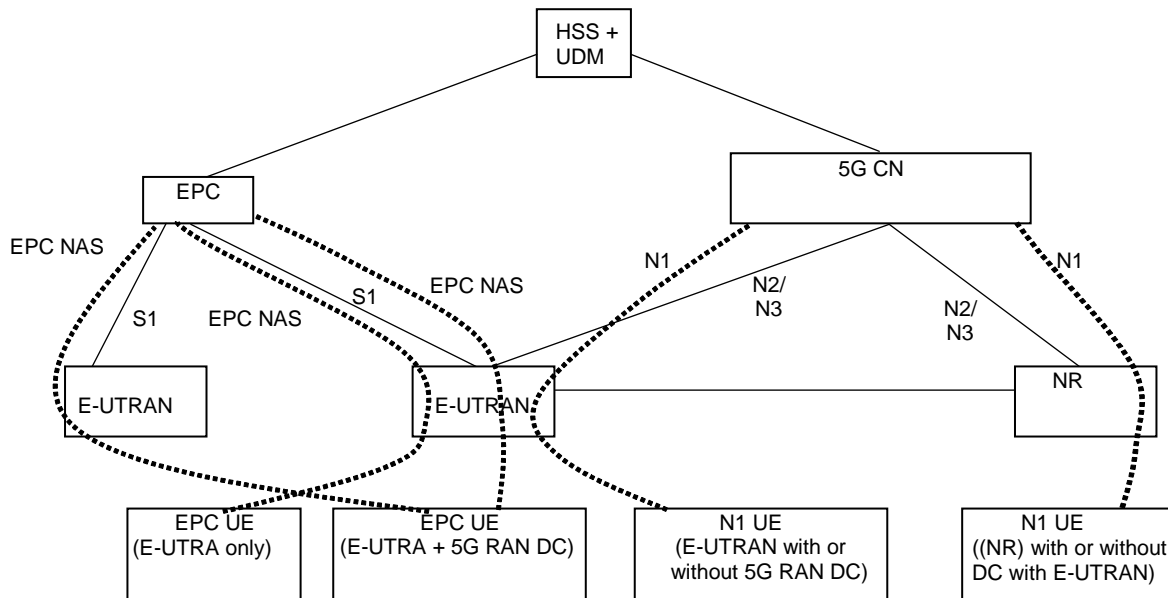 HSS +
UDM
5G CN
EPC
EPC NAS
N1
N1
N2/
N3
EPC NAS
S1
S1
EPC NAS
N2/
N3
E-UTRAN
E-UTRAN
NR
EPC UE
(E-UTRA only)
EPC UE
(E-UTRA + 5G RAN DC)
N1 UE
(E-UTRAN with or
without 5G RAN DC)
N1 UE
((NR) with or without
DC with E-UTRAN)